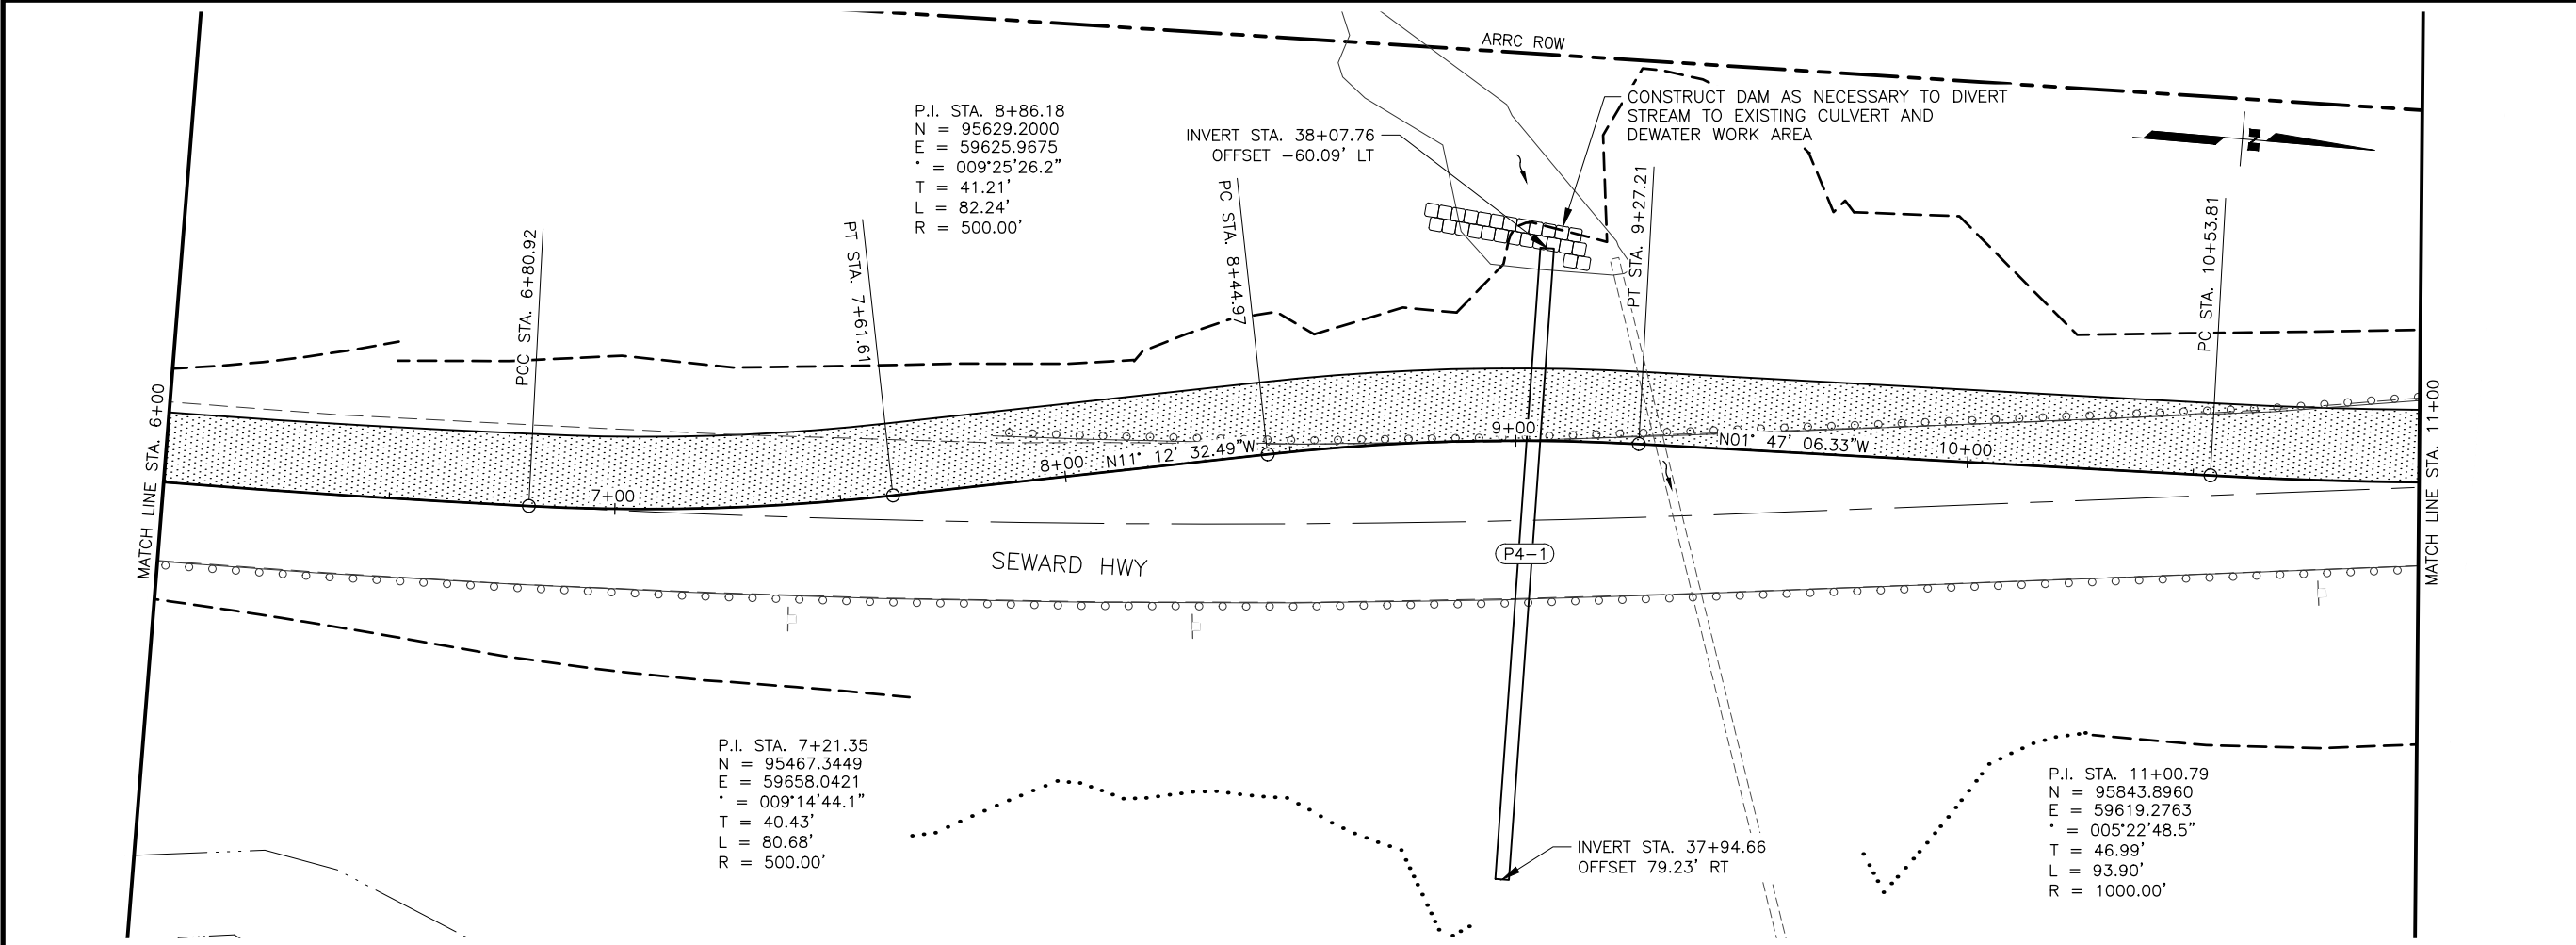 ARRC ROW
P.I. STA. 8+86.18
N = 95629.2000
E = 59625.9675
· = 009°25'26.2"
T = 41.21'
L = 82.24'
R = 500.00'
INVERT STA. 38+07.76
OFFSET -60.09' LT
CONSTRUCT DAM AS NECESSARY TO DIVERT
STREAM TO EXISTING CULVERT AND
DEWATER WORK AREA
N
PCC STA. 6+80.92
PT STA. 7+61.61
PC STA. 8+44.97
PT STA. 9+27.21
PC STA. 10+53.81
MATCH LINE STA. 6+00
MATCH LINE STA. 11+00
7+00
8+00
N11° 12' 32.49"W
9+00
N01° 47' 06.33"W
10+00
SEWARD HWY
P4-1
P.I. STA. 7+21.35
N = 95467.3449
E = 59658.0421
· = 009°14'44.1"
T = 40.43'
L = 80.68'
R = 500.00'
INVERT STA. 37+94.66
OFFSET 79.23' RT
P.I. STA. 11+00.79
N = 95843.8960
E = 59619.2763
· = 005°22'48.5"
T = 46.99'
L = 93.90'
R = 1000.00'